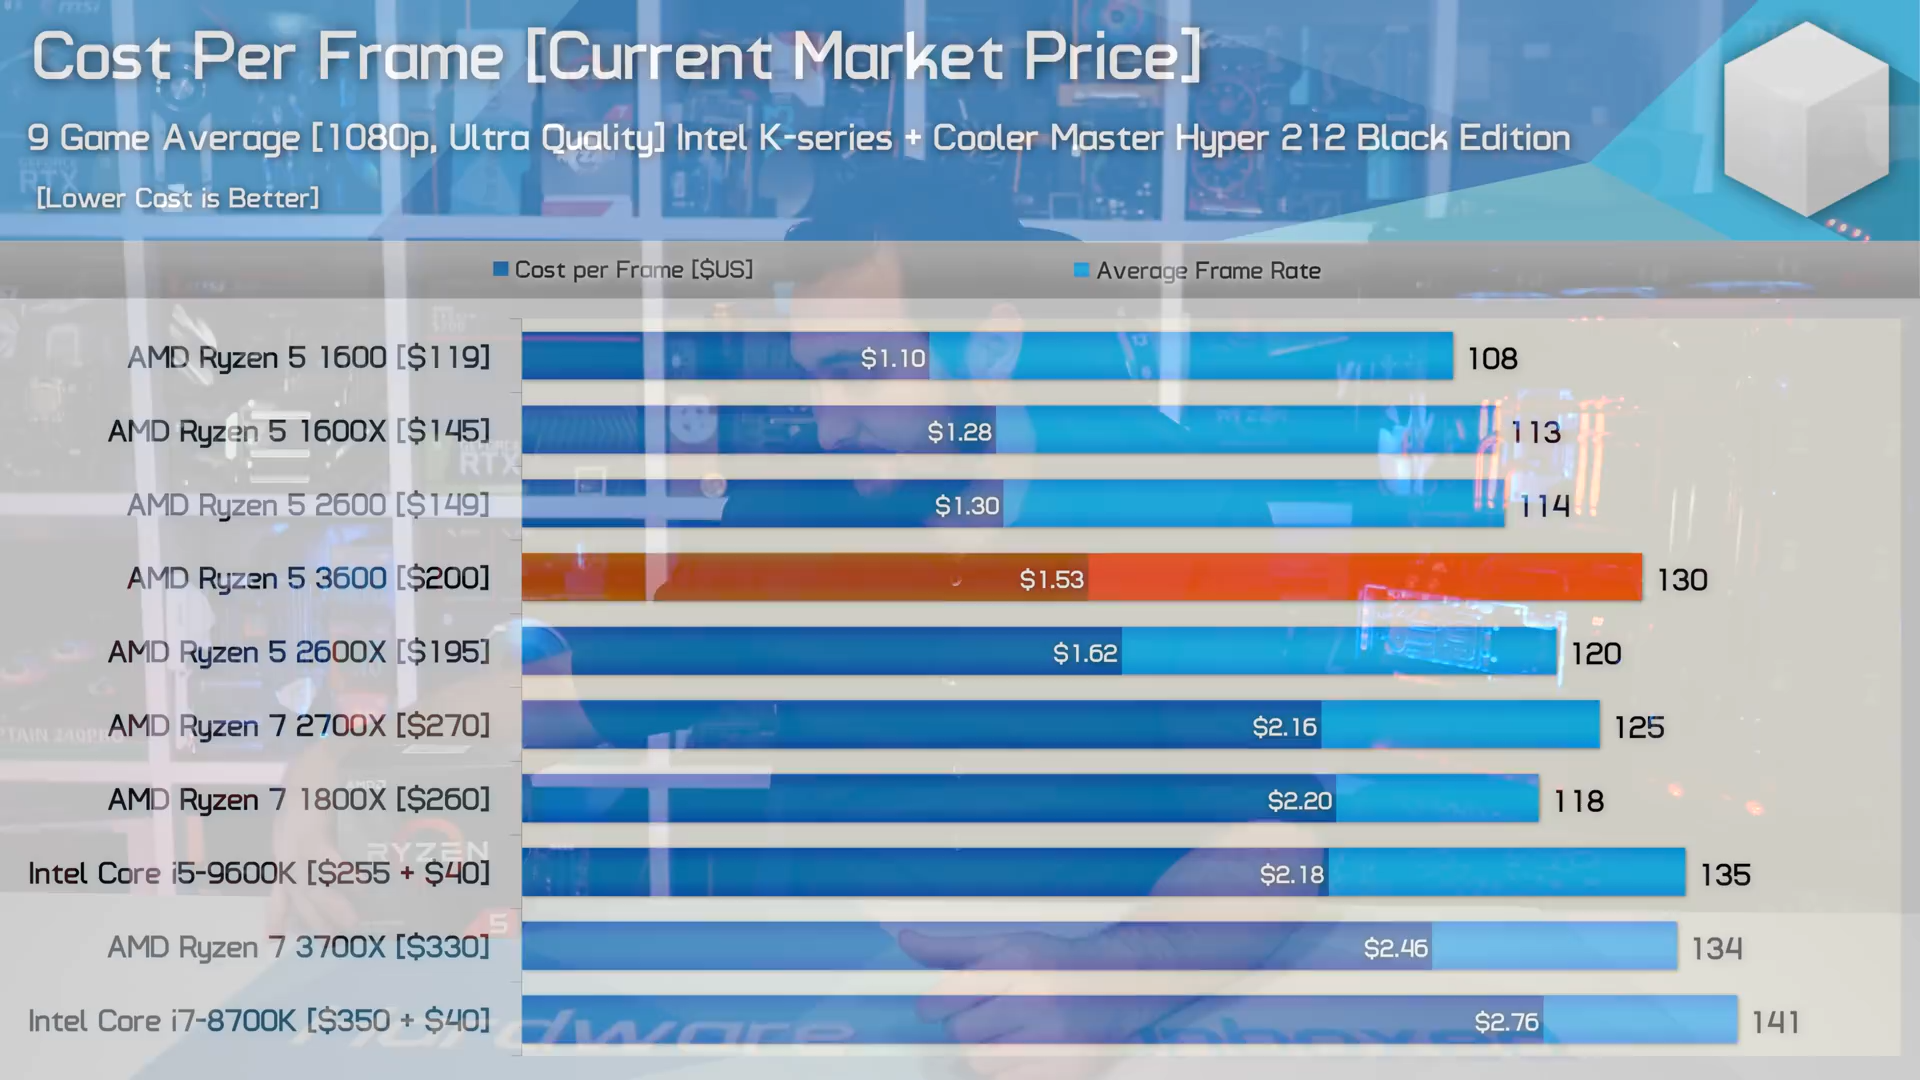 Cost Per Frame [Current Market Price]
9 Game Average [1080p, Ultra Quality] Intel K-series + Cooler Master Hyper 212 Black Edition
[Lower Cost is Better]
Cost per Frame [$US] Average Frame Rate
AMD Ryzen 5 1600 [$119] $1.10 108
AMD Ryzen 5 1600X [$145] $1.28 113
AMD Ryzen 5 2600 [$149] $1.30 114
AMD Ryzen 5 3600 [$200] $1.53 130
AMD Ryzen 5 2600X [$195] $1.62 120
AMD Ryzen 7 2700X [$270] $2.16 125
AMD Ryzen 7 1800X [$260] $2.20 118
RYZEN
Intel Core i5-9600K [$255 + $40] $2.18 135
5
AMD Ryzen 7 3700X [$330] $2.46 134
Intel Core i7-8700K [$350 + $40] $2.76 141